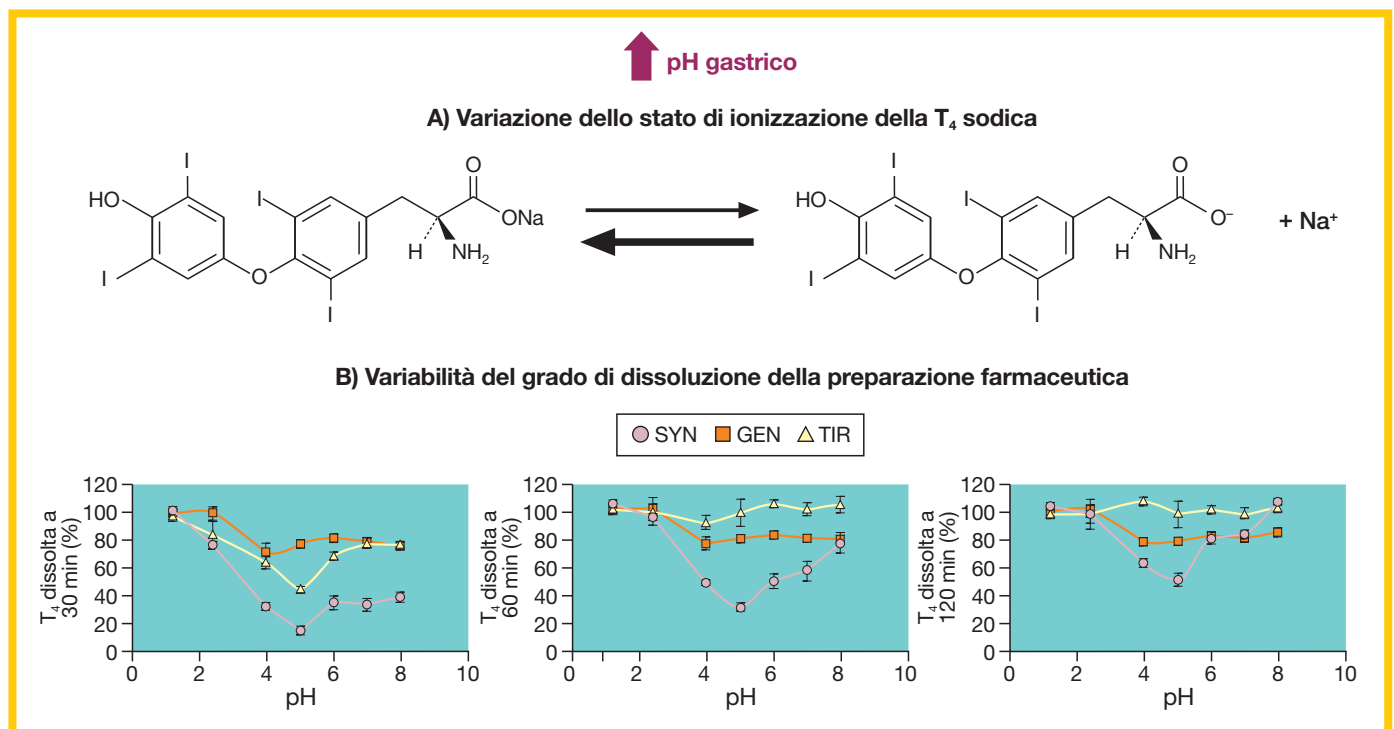 pH gastrico
A) Variazione dello stato di ionizzazione della T₄ sodica
I
HO
I
I
O
I
O
ONa
H
NH₂
I
HO
I
I
O
I
O
O⁻
H
NH₂
+ Na⁺
B) Variabilità del grado di dissoluzione della preparazione farmaceutica
SYN GEN TIR
T₄ dissolta a
30 min (%)
120
100
80
60
40
20
0
0 2 4 6 8 10
pH
T₄ dissolta a
60 min (%)
120
100
80
60
40
20
0
0 2 4 6 8 10
pH
T₄ dissolta a
120 min (%)
120
100
80
60
40
20
0
0 2 4 6 8 10
pH